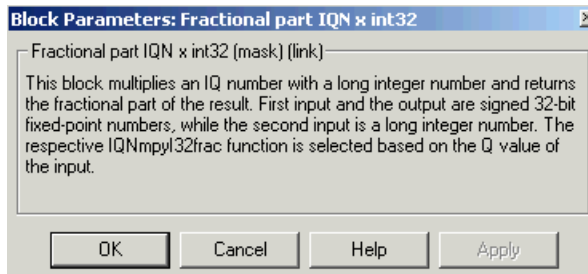 Block Parameters: Fractional part IQN x int32
Fractional part IQN x int32 (mask) (link)
This block multiplies an IQ number with a long integer number and returns
the fractional part of the result. First input and the output are signed 32-bit
fixed-point numbers, while the second input is a long integer number. The
respective IQNmpyI32frac function is selected based on the Q value of
the input.
OK Cancel Help Apply